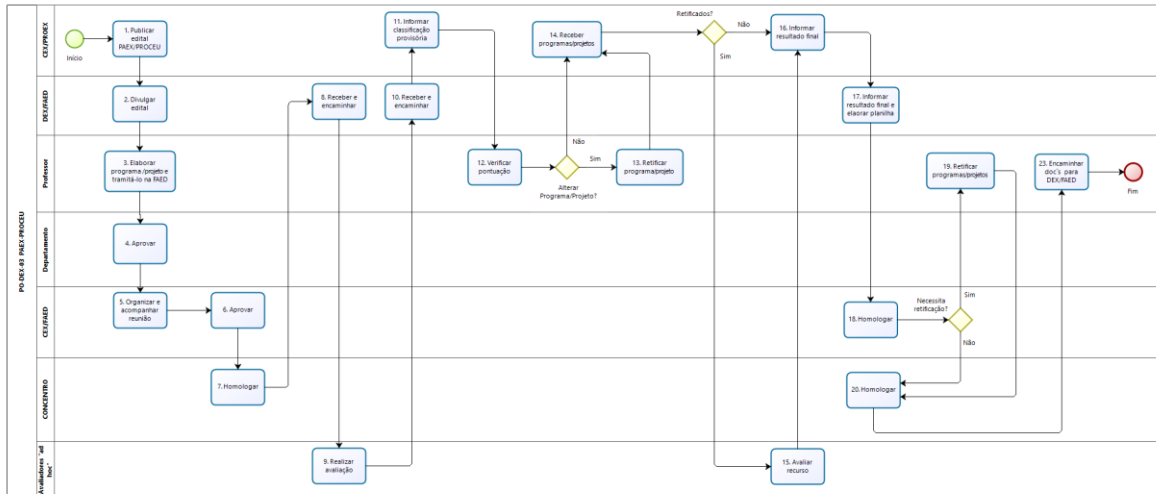 PO-DEX-03 PAEX-PROCEU
CEX/PROEX
Início
1. Publicar
edital
PAEX/PROCEU
11. Informar
classificação
provisória
14. Receber
programas/projetos
Retificados?
Não
Sim
16. Informar
resultado final
DEX/FAED
2. Divulgar
edital
8. Receber e
encaminhar
10. Receber e
encaminhar
17. Informar
resultado final e
elaorar planilha
Professor
3. Elaborar
programa /projeto e
tramitá-lo na FAED
12. Verificar
pontuação
Não
Sim
Alterar
Programa/Projeto?
13. Retificar
programa/projeto
19. Retificar
programas/projetos
23. Encaminhar
doc´s para
DEX/FAED
Fim
Departamento
4. Aprovar
CEX/FAED
5. Organizar e
acompanhar
reunião
6. Aprovar
18. Homologar
Necessita
retificação?
Sim
Não
CONCENTRO
7. Homologar
20. Homologar
Avaliadores ¨ad
hoc¨
9. Realizar
avaliação
15. Avaliar
recurso